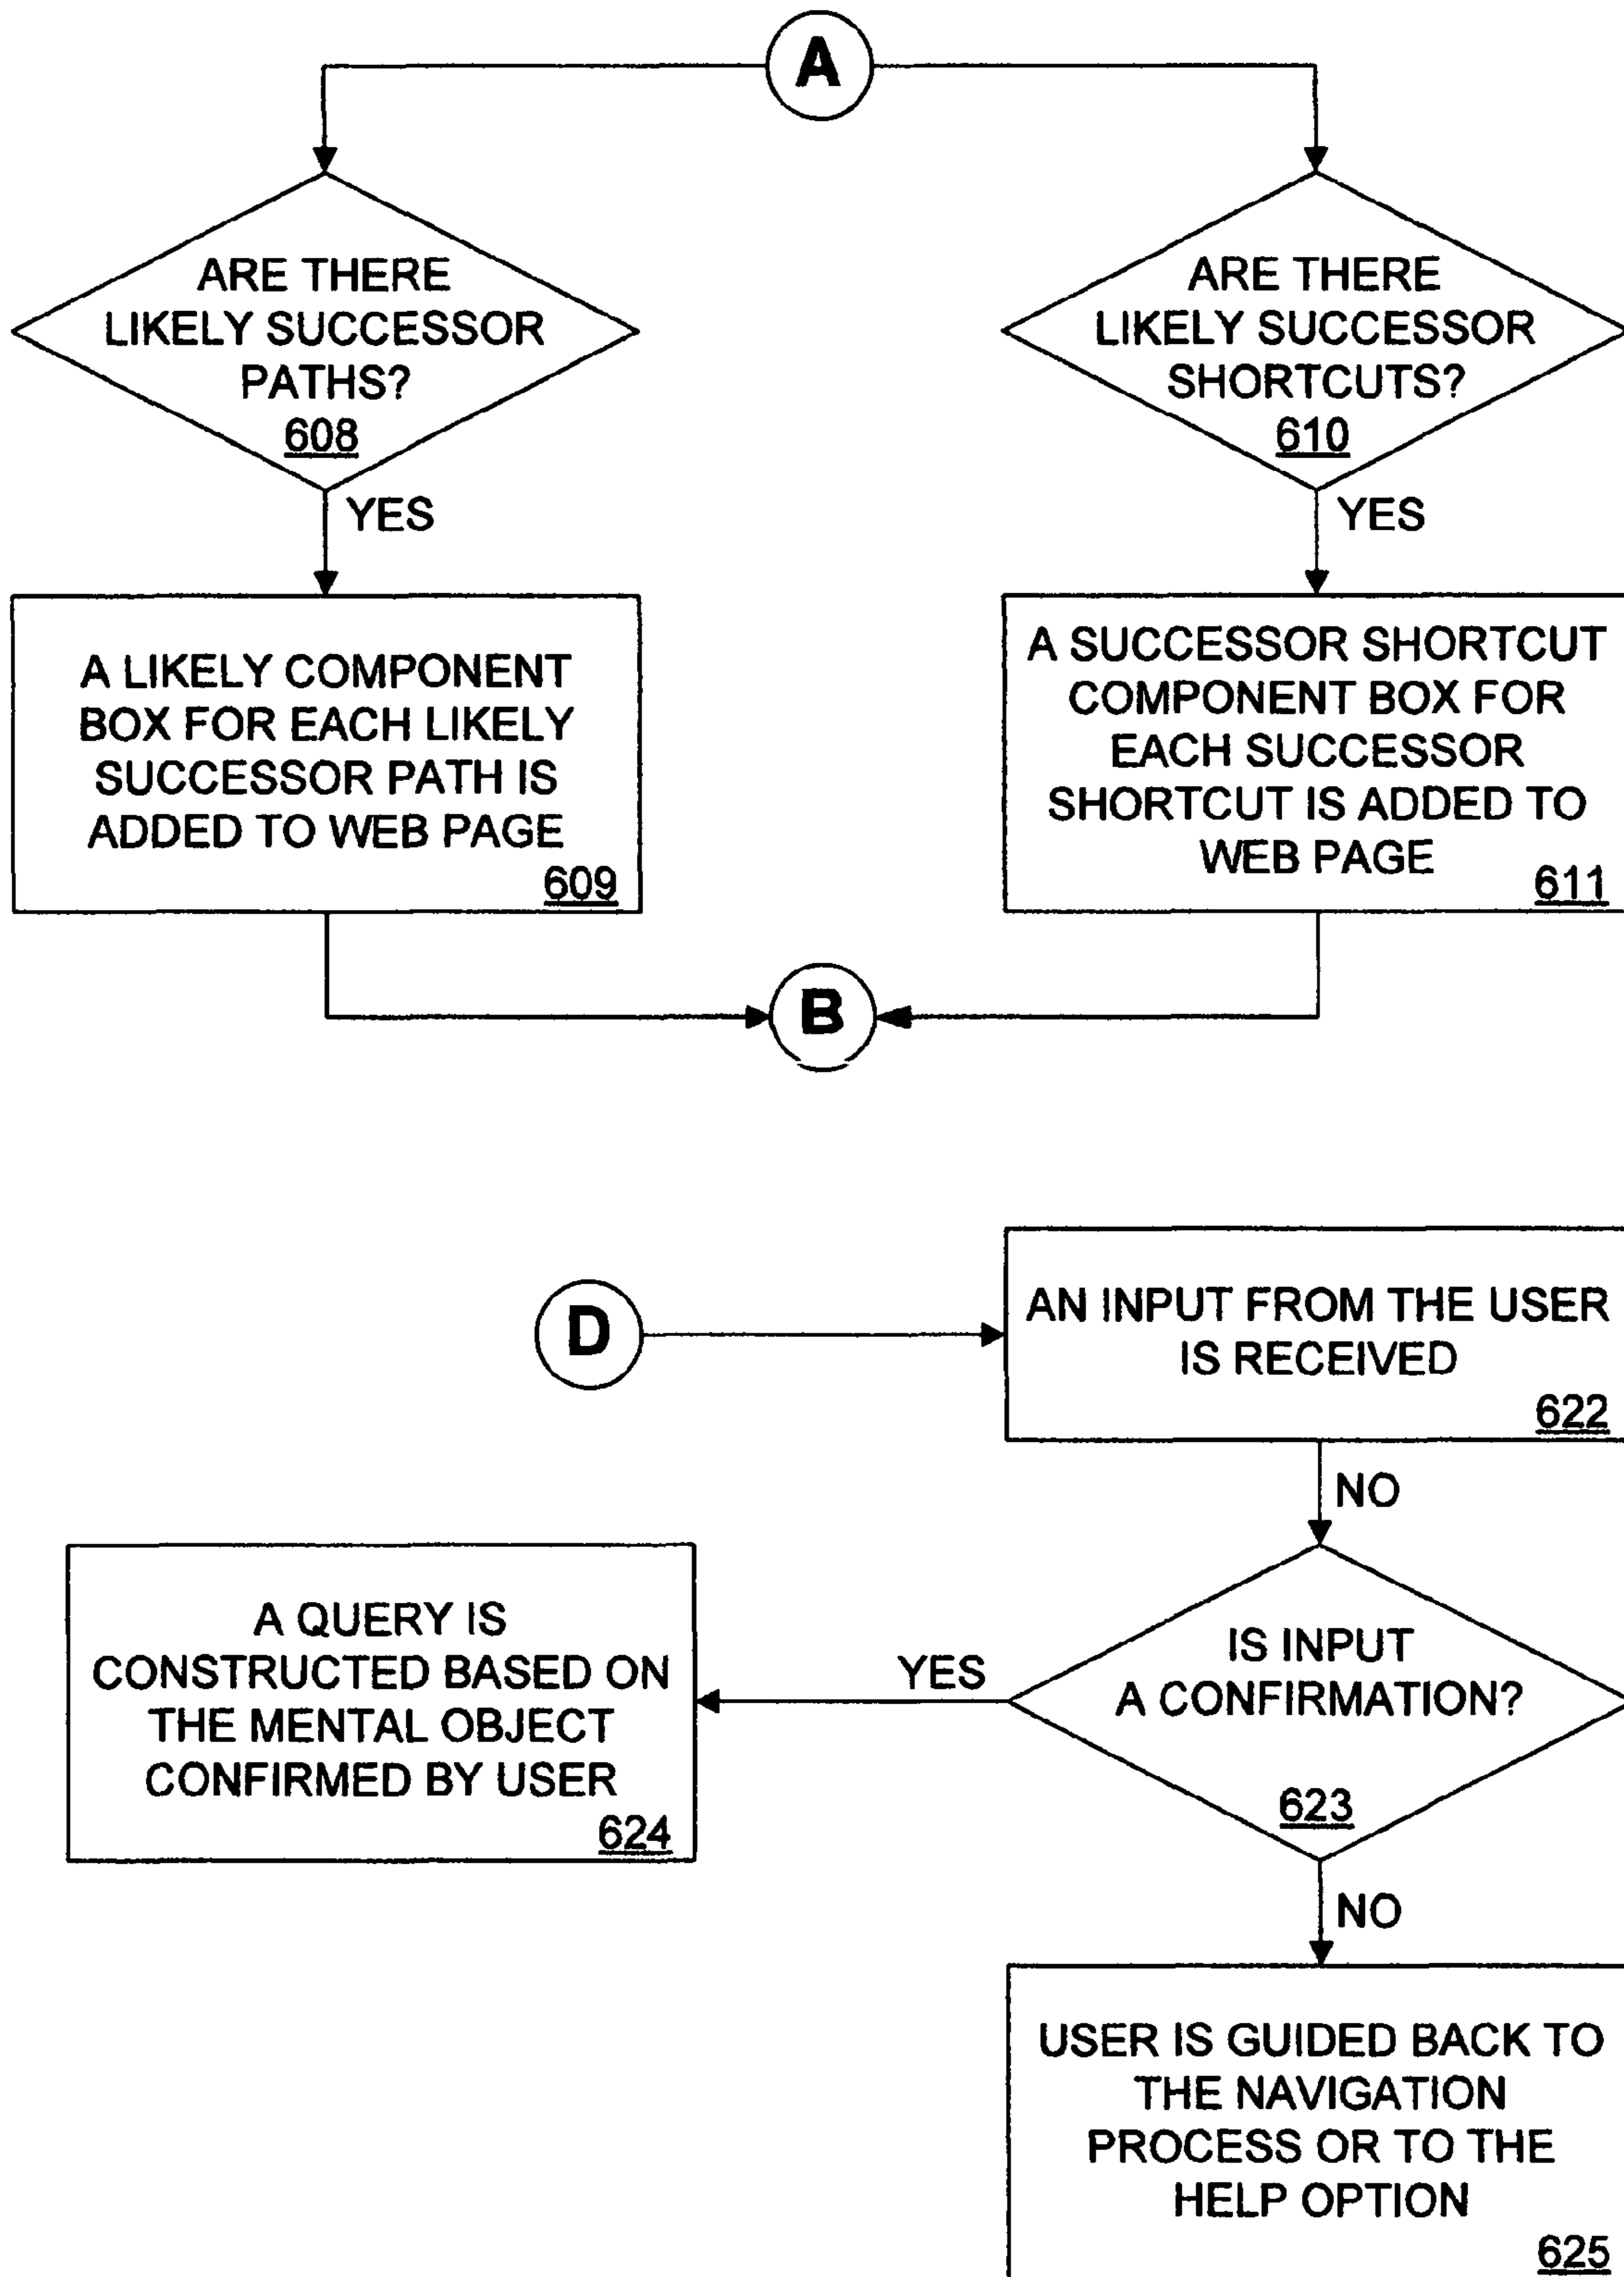 A
ARE THERE
LIKELY SUCCESSOR
PATHS?
608
YES
A LIKELY COMPONENT
BOX FOR EACH LIKELY
SUCCESSOR PATH IS
ADDED TO WEB PAGE
609
ARE THERE
LIKELY SUCCESSOR
SHORTCUTS?
610
YES
A SUCCESSOR SHORTCUT
COMPONENT BOX FOR
EACH SUCCESSOR
SHORTCUT IS ADDED TO
WEB PAGE
611
B
D
AN INPUT FROM THE USER
IS RECEIVED
622
NO
IS INPUT
A CONFIRMATION?
623
YES
A QUERY IS
CONSTRUCTED BASED ON
THE MENTAL OBJECT
CONFIRMED BY USER
624
NO
USER IS GUIDED BACK TO
THE NAVIGATION
PROCESS OR TO THE
HELP OPTION
625